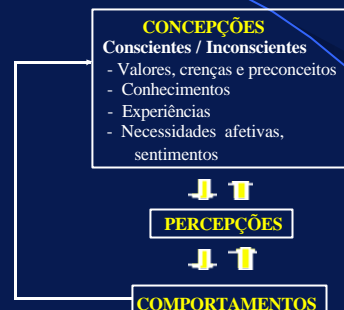 CONCEPÇÕES
Conscientes / Inconscientes
- Valores, crenças e preconceitos
- Conhecimentos
- Experiências
- Necessidades afetivas,
sentimentos
PERCEPÇÕES
COMPORTAMENTOS